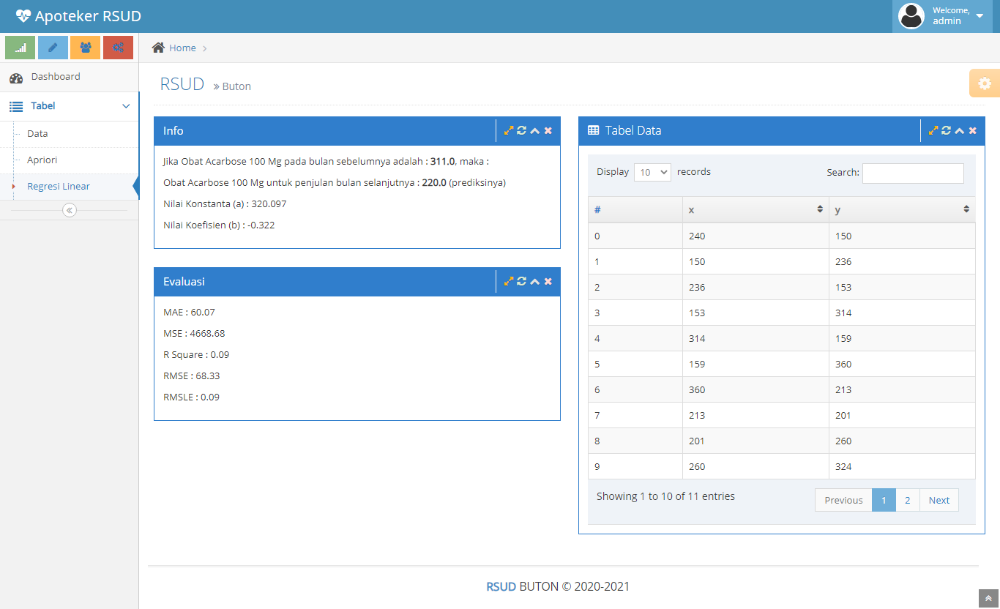 Apoteker RSUD
Welcome,
admin
Home
Dashboard
Tabel
Data
Apriori
Regresi Linear
RSUD » Buton
Info
Jika Obat Acarbose 100 Mg pada bulan sebelumnya adalah : 311.0, maka :
Obat Acarbose 100 Mg untuk penjulan bulan selanjutnya : 220.0 (prediksinya)
Nilai Konstanta (a) : 320.097
Nilai Koefisien (b) : -0.322
Evaluasi
MAE : 60.07
MSE : 4668.68
R Square : 0.09
RMSE : 68.33
RMSLE : 0.09
Tabel Data
Display 10 records Search:
# x y
0 240 150
1 150 236
2 236 153
3 153 314
4 314 159
5 159 360
6 360 213
7 213 201
8 201 260
9 260 324
Showing 1 to 10 of 11 entries Previous 1 2 Next
RSUD BUTON © 2020-2021